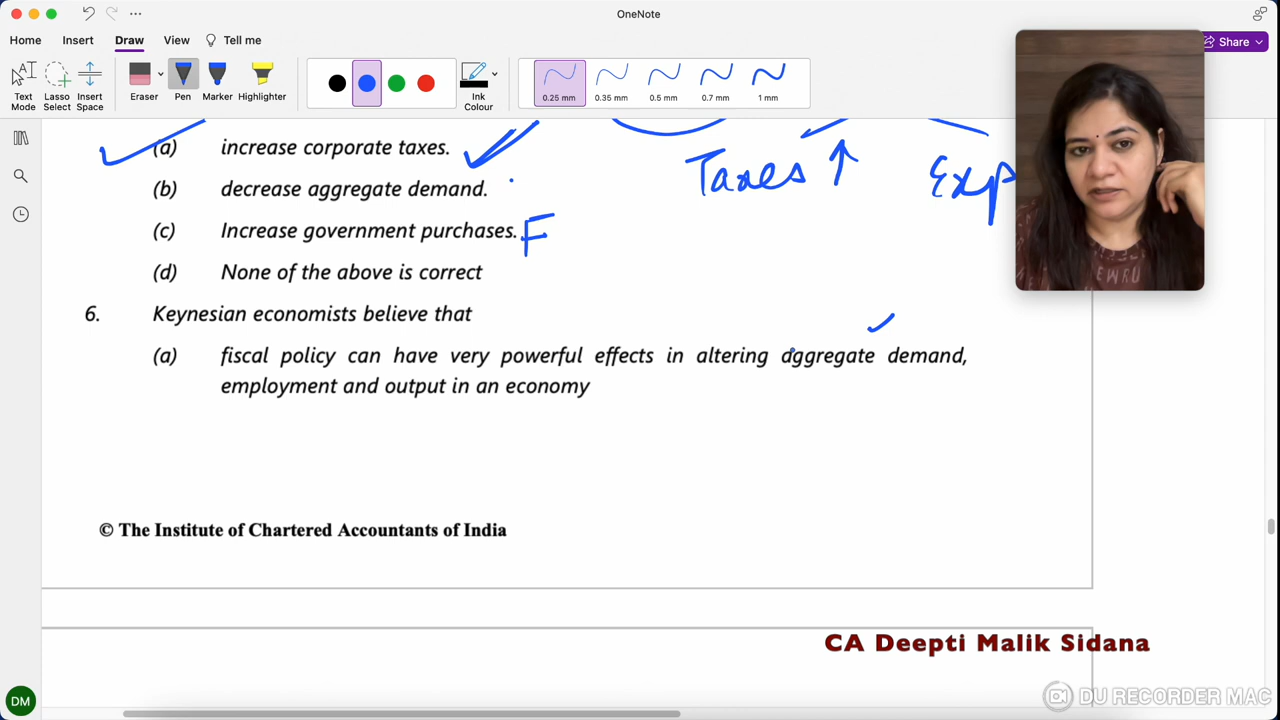 OneNote
Home Insert Draw View Tell me
Share
Text Mode
Lasso Select
Insert Space
Eraser
Pen
Marker
Highlighter
Ink Colour
0.25 mm 0.35 mm 0.5 mm 0.7 mm 1 mm
(a) increase corporate taxes.
Taxes ↑ Exp
(b) decrease aggregate demand.
(c) Increase government purchases. F
(d) None of the above is correct
6. Keynesian economists believe that
(a) fiscal policy can have very powerful effects in altering aggregate demand,
employment and output in an economy
© The Institute of Chartered Accountants of India
CA Deepti Malik Sidana
DM
DU RECORDER MAC